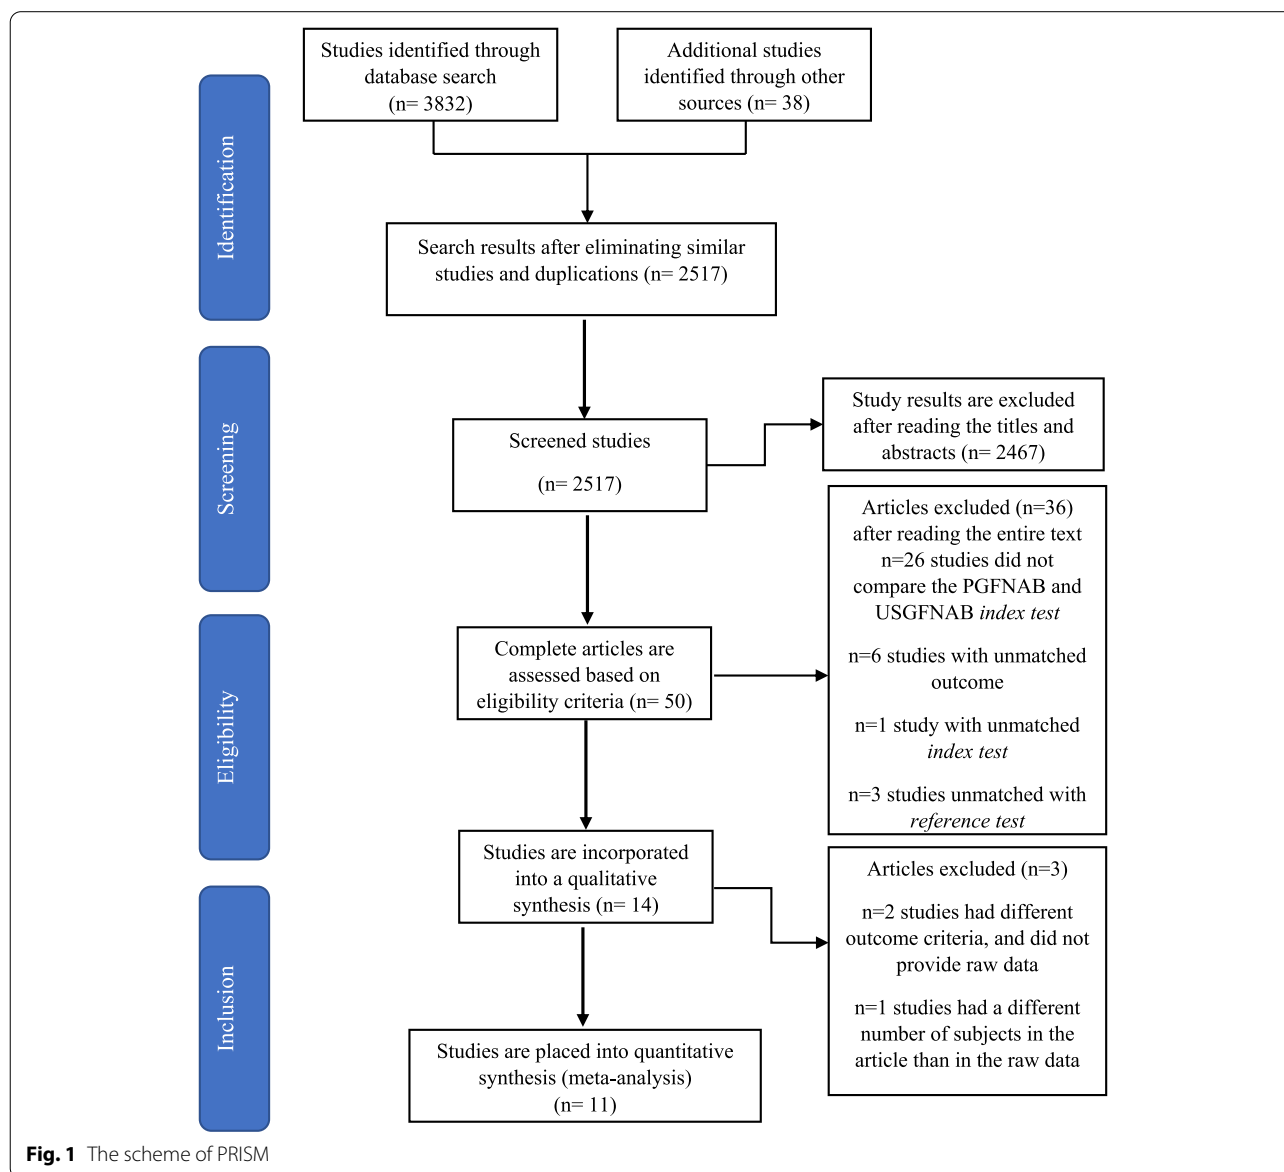 Studies identified through
database search
(n= 3832)
Additional studies
identified through other
sources (n= 38)
Identification
Search results after eliminating similar
studies and duplications (n= 2517)
Screening
Screened studies
(n= 2517)
Study results are excluded
after reading the titles and
abstracts (n= 2467)
Eligibility
Complete articles are
assessed based on
eligibility criteria (n= 50)
Articles excluded (n=36)
after reading the entire text
n=26 studies did not
compare the PGFNAB and
USGFNAB index test
n=6 studies with unmatched
outcome
n=1 study with unmatched
index test
n=3 studies unmatched with
reference test
Studies are incorporated
into a qualitative
synthesis (n= 14)
Articles excluded (n=3)
n=2 studies had different
outcome criteria, and did not
provide raw data
n=1 studies had a different
number of subjects in the
article than in the raw data
Inclusion
Studies are placed into quantitative
synthesis (meta-analysis)
(n= 11)
Fig. 1 The scheme of PRISM